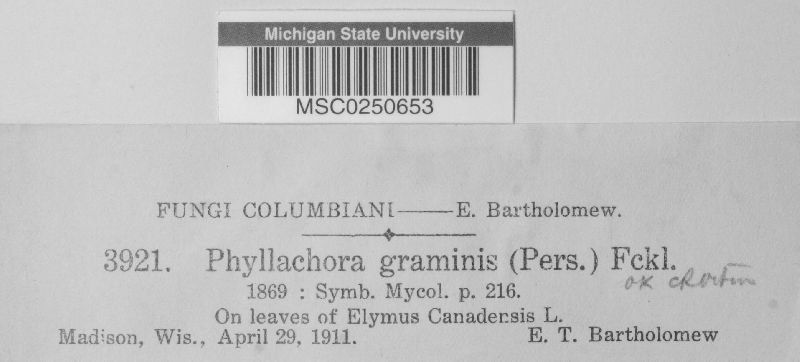 Michigan State University
MSC0250653
FUNGI COLUMBIANI—E. Bartholomew.
3921. Phyllachora graminis (Pers.) Fckl.
ok
1869 : Symb. Mycol. p. 216.
On leaves of Elymus Canadensis L.
Madison, Wis., April 29, 1911. E. T. Bartholomew